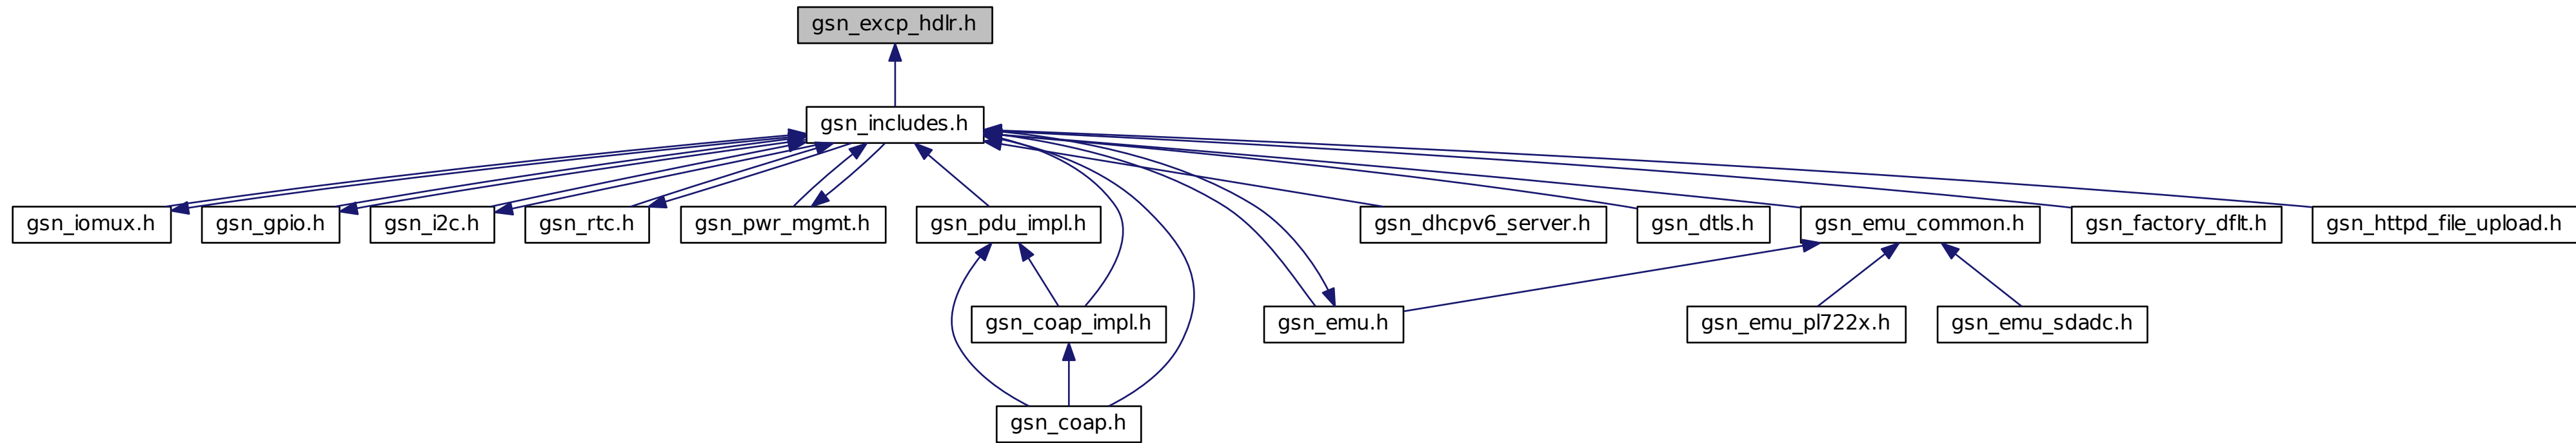 gsn_excp_hdlr.h
gsn_includes.h
gsn_iomux.h
gsn_gpio.h
gsn_i2c.h
gsn_rtc.h
gsn_pwr_mgmt.h
gsn_pdu_impl.h
gsn_dhcpv6_server.h
gsn_dtls.h
gsn_emu_common.h
gsn_factory_dflt.h
gsn_httpd_file_upload.h
gsn_coap_impl.h
gsn_emu.h
gsn_emu_pl722x.h
gsn_emu_sdadc.h
gsn_coap.h